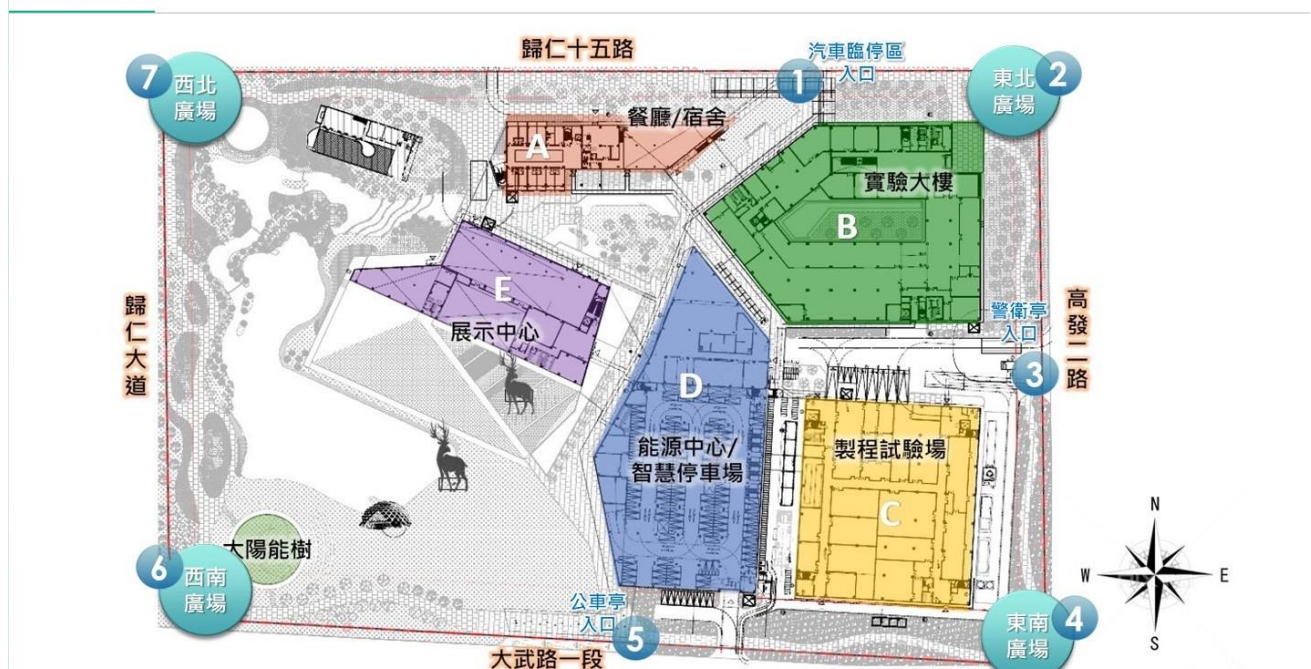 歸仁十五路
汽車臨停區
入口
1
7
西北
廣場
東北
廣場
2
餐廳/宿舍
A
實驗大樓
B
E
展示中心
歸仁大道
警衛亭
入口
3
高發二路
D
能源中心/
智慧停車場
製程試驗場
C
太陽能樹
6
西南
廣場
公車亭
入口
5
大武路一段
東南
廣場
4
N
W
E
S